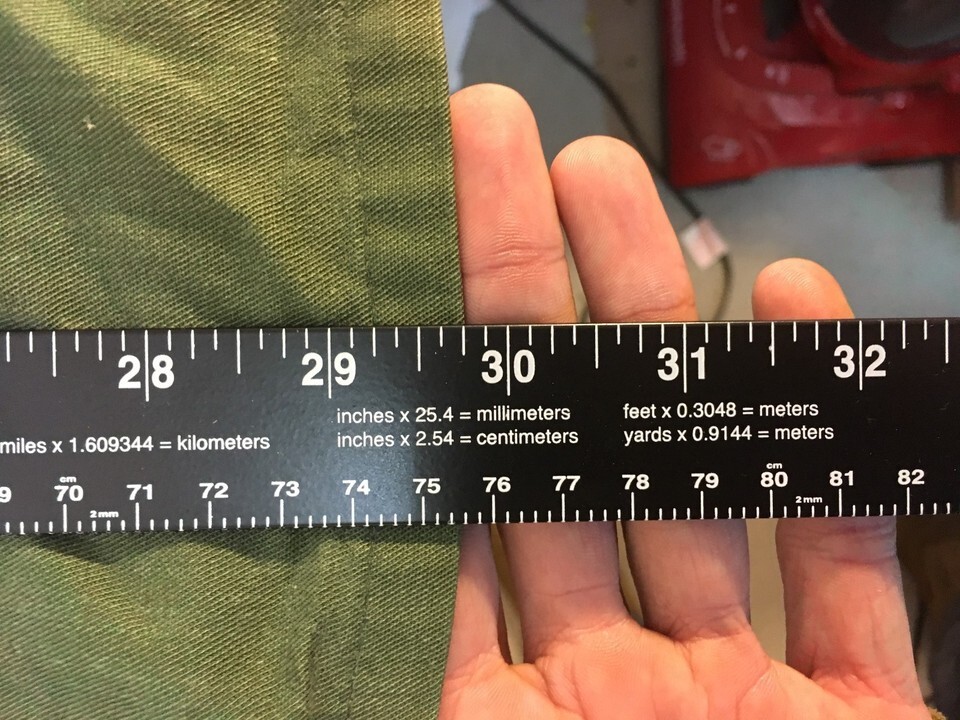 28 29 30 31 32
inches x 25.4 = millimeters feet x 0.3048 = meters
miles x 1.609344 = kilometers inches x 2.54 = centimeters yards x 0.9144 = meters
cm cm
9 70 71 72 73 74 75 76 77 78 79 80 81 82
2mm 2mm